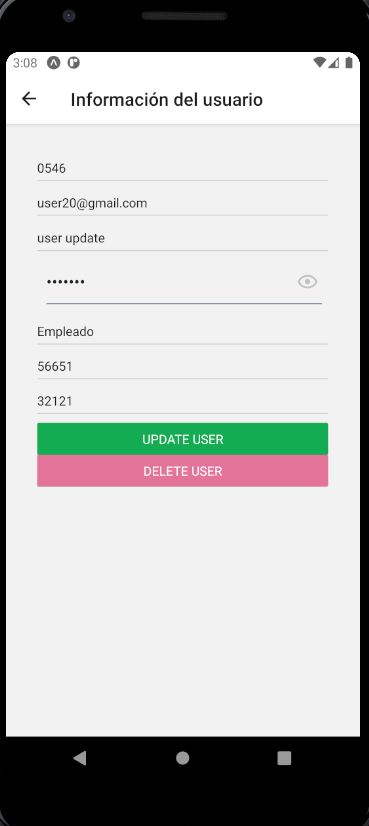 3:08
Información del usuario
0546
user20@gmail.com
user update
•••••••
Empleado
56651
32121
UPDATE USER
DELETE USER